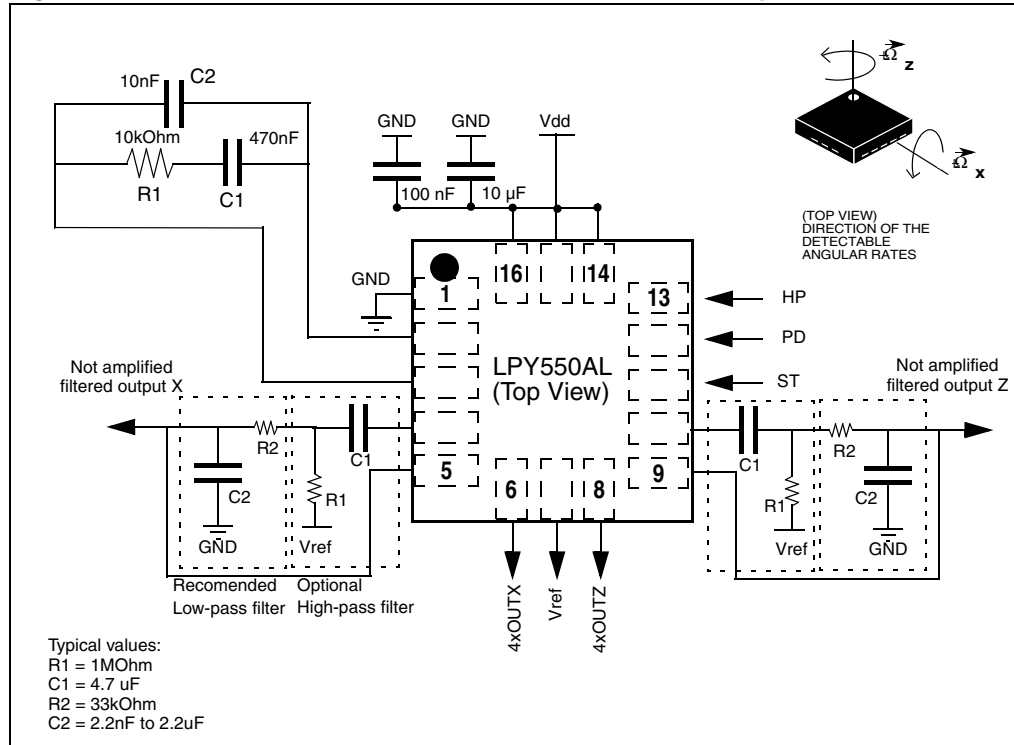 10nF
C2
10kOhm
470nF
R1
C1
GND
GND
Vdd
100 nF
10 µF
Ω z
Ω x
(TOP VIEW)
DIRECTION OF THE
DETECTABLE
ANGULAR RATES
GND
1
16
14
13
HP
PD
ST
LPY550AL
(Top View)
Not amplified
filtered output X
Not amplified
filtered output Z
R2
C1
C2
R1
GND
Vref
5
6
8
9
C1
R2
R1
C2
Vref
GND
Recomended
Low-pass filter
Optional
High-pass filter
4xOUTX
Vref
4xOUTZ
Typical values:
R1 = 1MOhm
C1 = 4.7 uF
R2 = 33kOhm
C2 = 2.2nF to 2.2uF